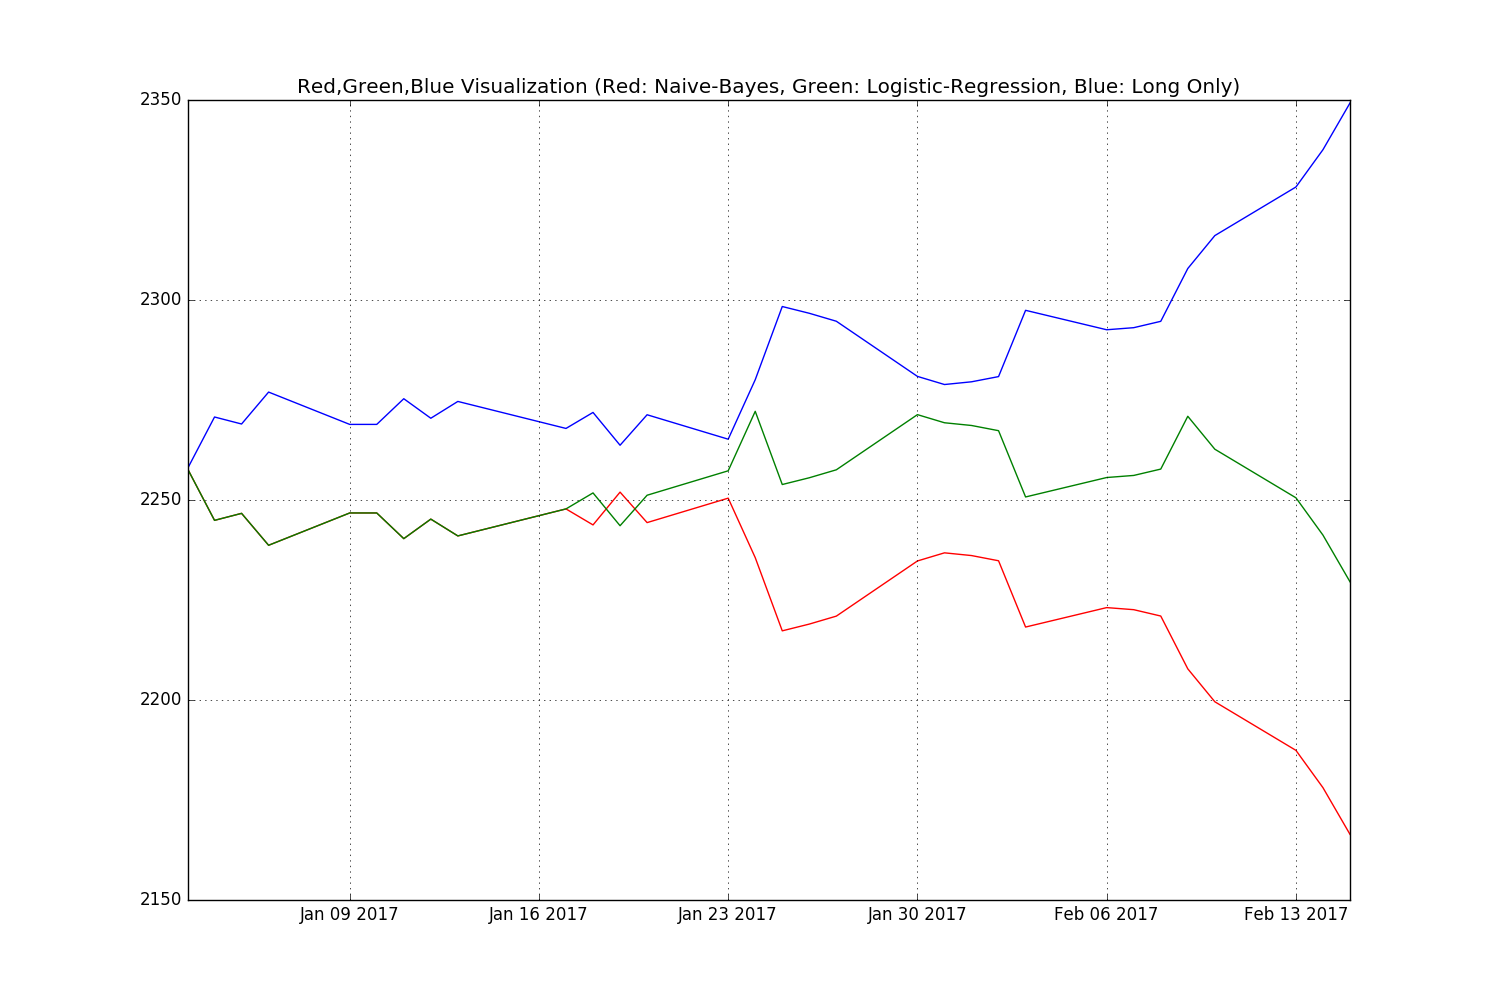 Red,Green,Blue Visualization (Red: Naive-Bayes, Green: Logistic-Regression, Blue: Long Only)
2350
2300
2250
2200
2150
Jan 09 2017 Jan 16 2017 Jan 23 2017 Jan 30 2017 Feb 06 2017 Feb 13 2017